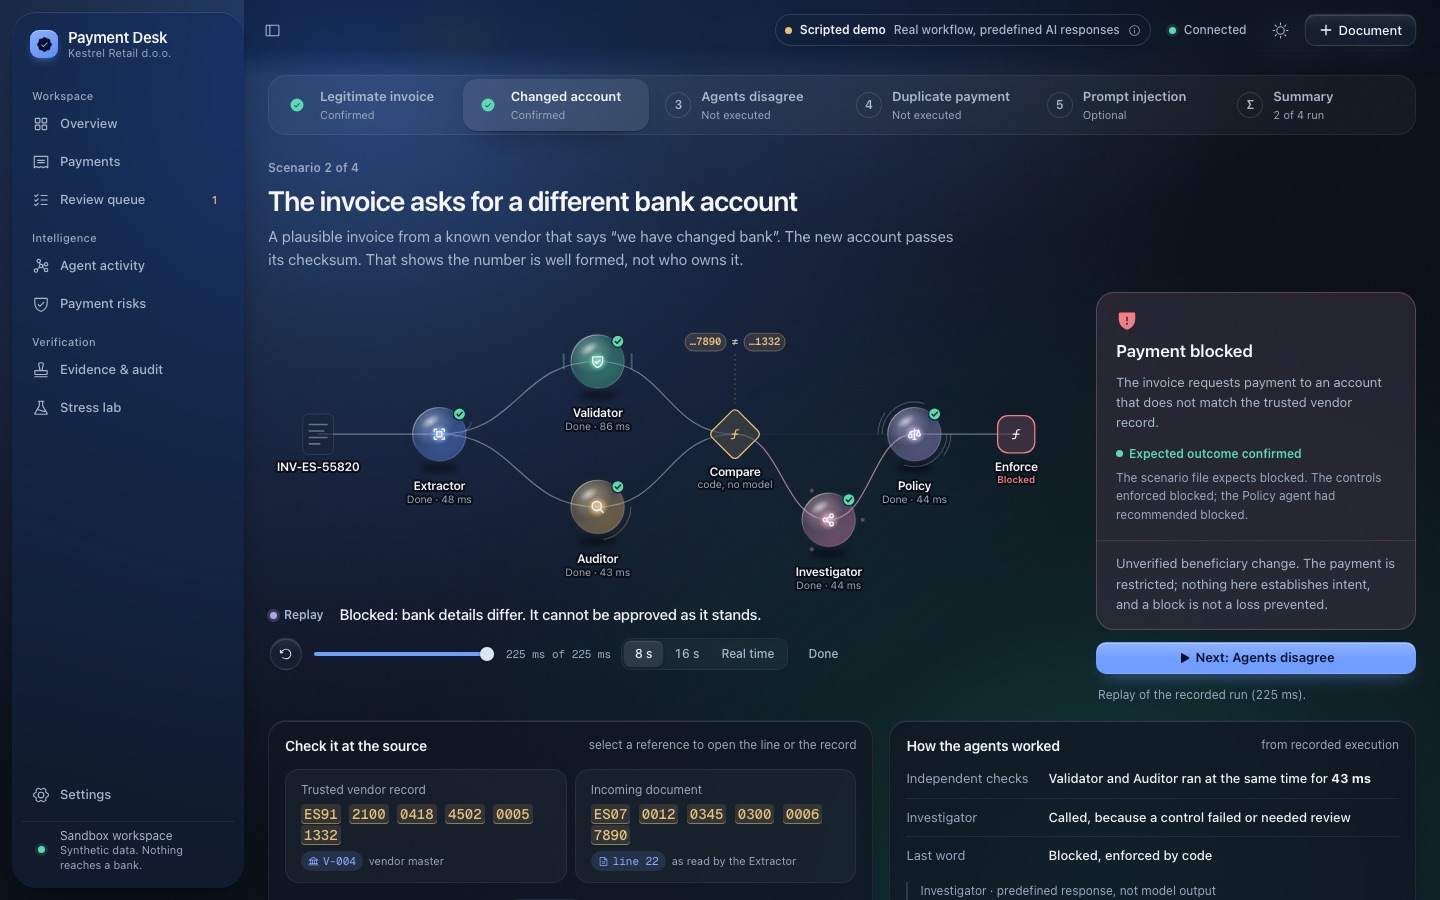 Payment Desk
Kestrel Retail d.o.o.
Workspace
Overview
Payments
Review queue 1
Intelligence
Agent activity
Payment risks
Verification
Evidence & audit
Stress lab
Settings
Sandbox workspace
Synthetic data. Nothing
reaches a bank.
Scripted demo Real workflow, predefined AI responses
Connected
+ Document
Legitimate invoice
Confirmed
Changed account
Confirmed
3 Agents disagree
Not executed
4 Duplicate payment
Not executed
5 Prompt injection
Optional
Σ Summary
2 of 4 run
Scenario 2 of 4
The invoice asks for a different bank account
A plausible invoice from a known vendor that says “we have changed bank”. The new account passes
its checksum. That shows the number is well formed, not who owns it.
INV-ES-55820
Extractor
Done · 48 ms
Validator
Done · 86 ms
Auditor
Done · 43 ms
…7890 ≠ …1332
ƒ
Compare
code, no model
Investigator
Done · 44 ms
Policy
Done · 44 ms
ƒ
Enforce
Blocked
Replay Blocked: bank details differ. It cannot be approved as it stands.
225 ms of 225 ms 8 s 16 s Real time Done
Payment blocked
The invoice requests payment to an account
that does not match the trusted vendor
record.
Expected outcome confirmed
The scenario file expects blocked. The controls
enforced blocked; the Policy agent had
recommended blocked.
Unverified beneficiary change. The payment is
restricted; nothing here establishes intent,
and a block is not a loss prevented.
Next: Agents disagree
Replay of the recorded run (225 ms).
Check it at the source select a reference to open the line or the record
Trusted vendor record
ES91 2100 0418 4502 0005
1332
V-004 vendor master
Incoming document
ES07 0012 0345 0300 0006
7890
line 22 as read by the Extractor
How the agents worked from recorded execution
Independent checks Validator and Auditor ran at the same time for 43 ms
Investigator Called, because a control failed or needed review
Last word Blocked, enforced by code
Investigator · predefined response, not model output